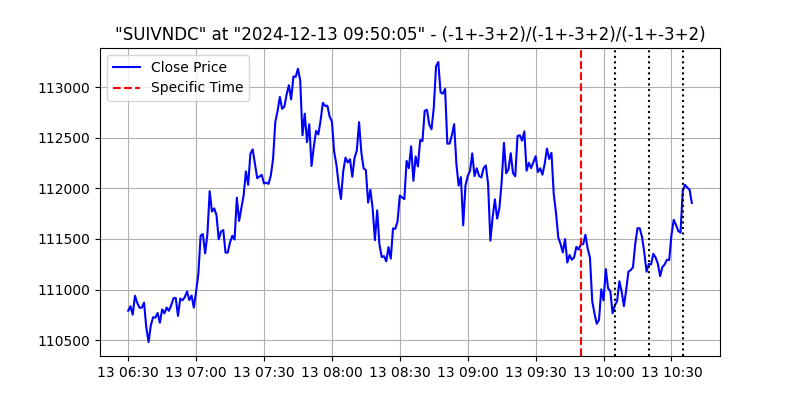 "SUIVNDC" at "2024-12-13 09:50:05" - (-1+-3+2)/(-1+-3+2)/(-1+-3+2)
Close Price
Specific Time
113000
112500
112000
111500
111000
110500
13 06:30 13 07:00 13 07:30 13 08:00 13 08:30 13 09:00 13 09:30 13 10:00 13 10:30